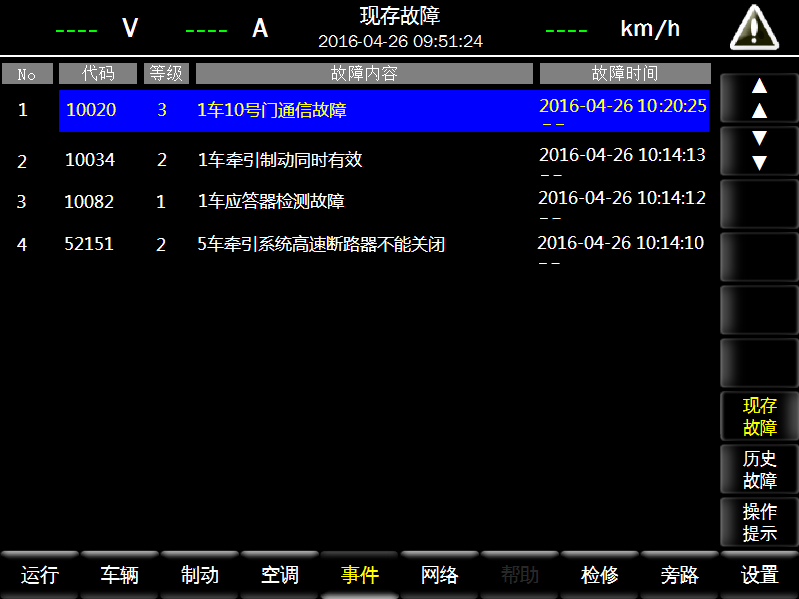 ---- V ---- A 现存故障 ---- km/h
2016-04-26 09:51:24
No 代码 等级 故障内容 故障时间
1 10020 3 1车10号门通信故障 2016-04-26 10:20:25
--
2 10034 2 1车牵引制动同时有效 2016-04-26 10:14:13
--
3 10082 1 1车应答器检测故障 2016-04-26 10:14:12
--
4 52151 2 5车牵引系统高速断路器不能关闭 2016-04-26 10:14:10
--
现存
故障
历史
故障
操作
提示
运行 车辆 制动 空调 事件 网络 帮助 检修 旁路 设置